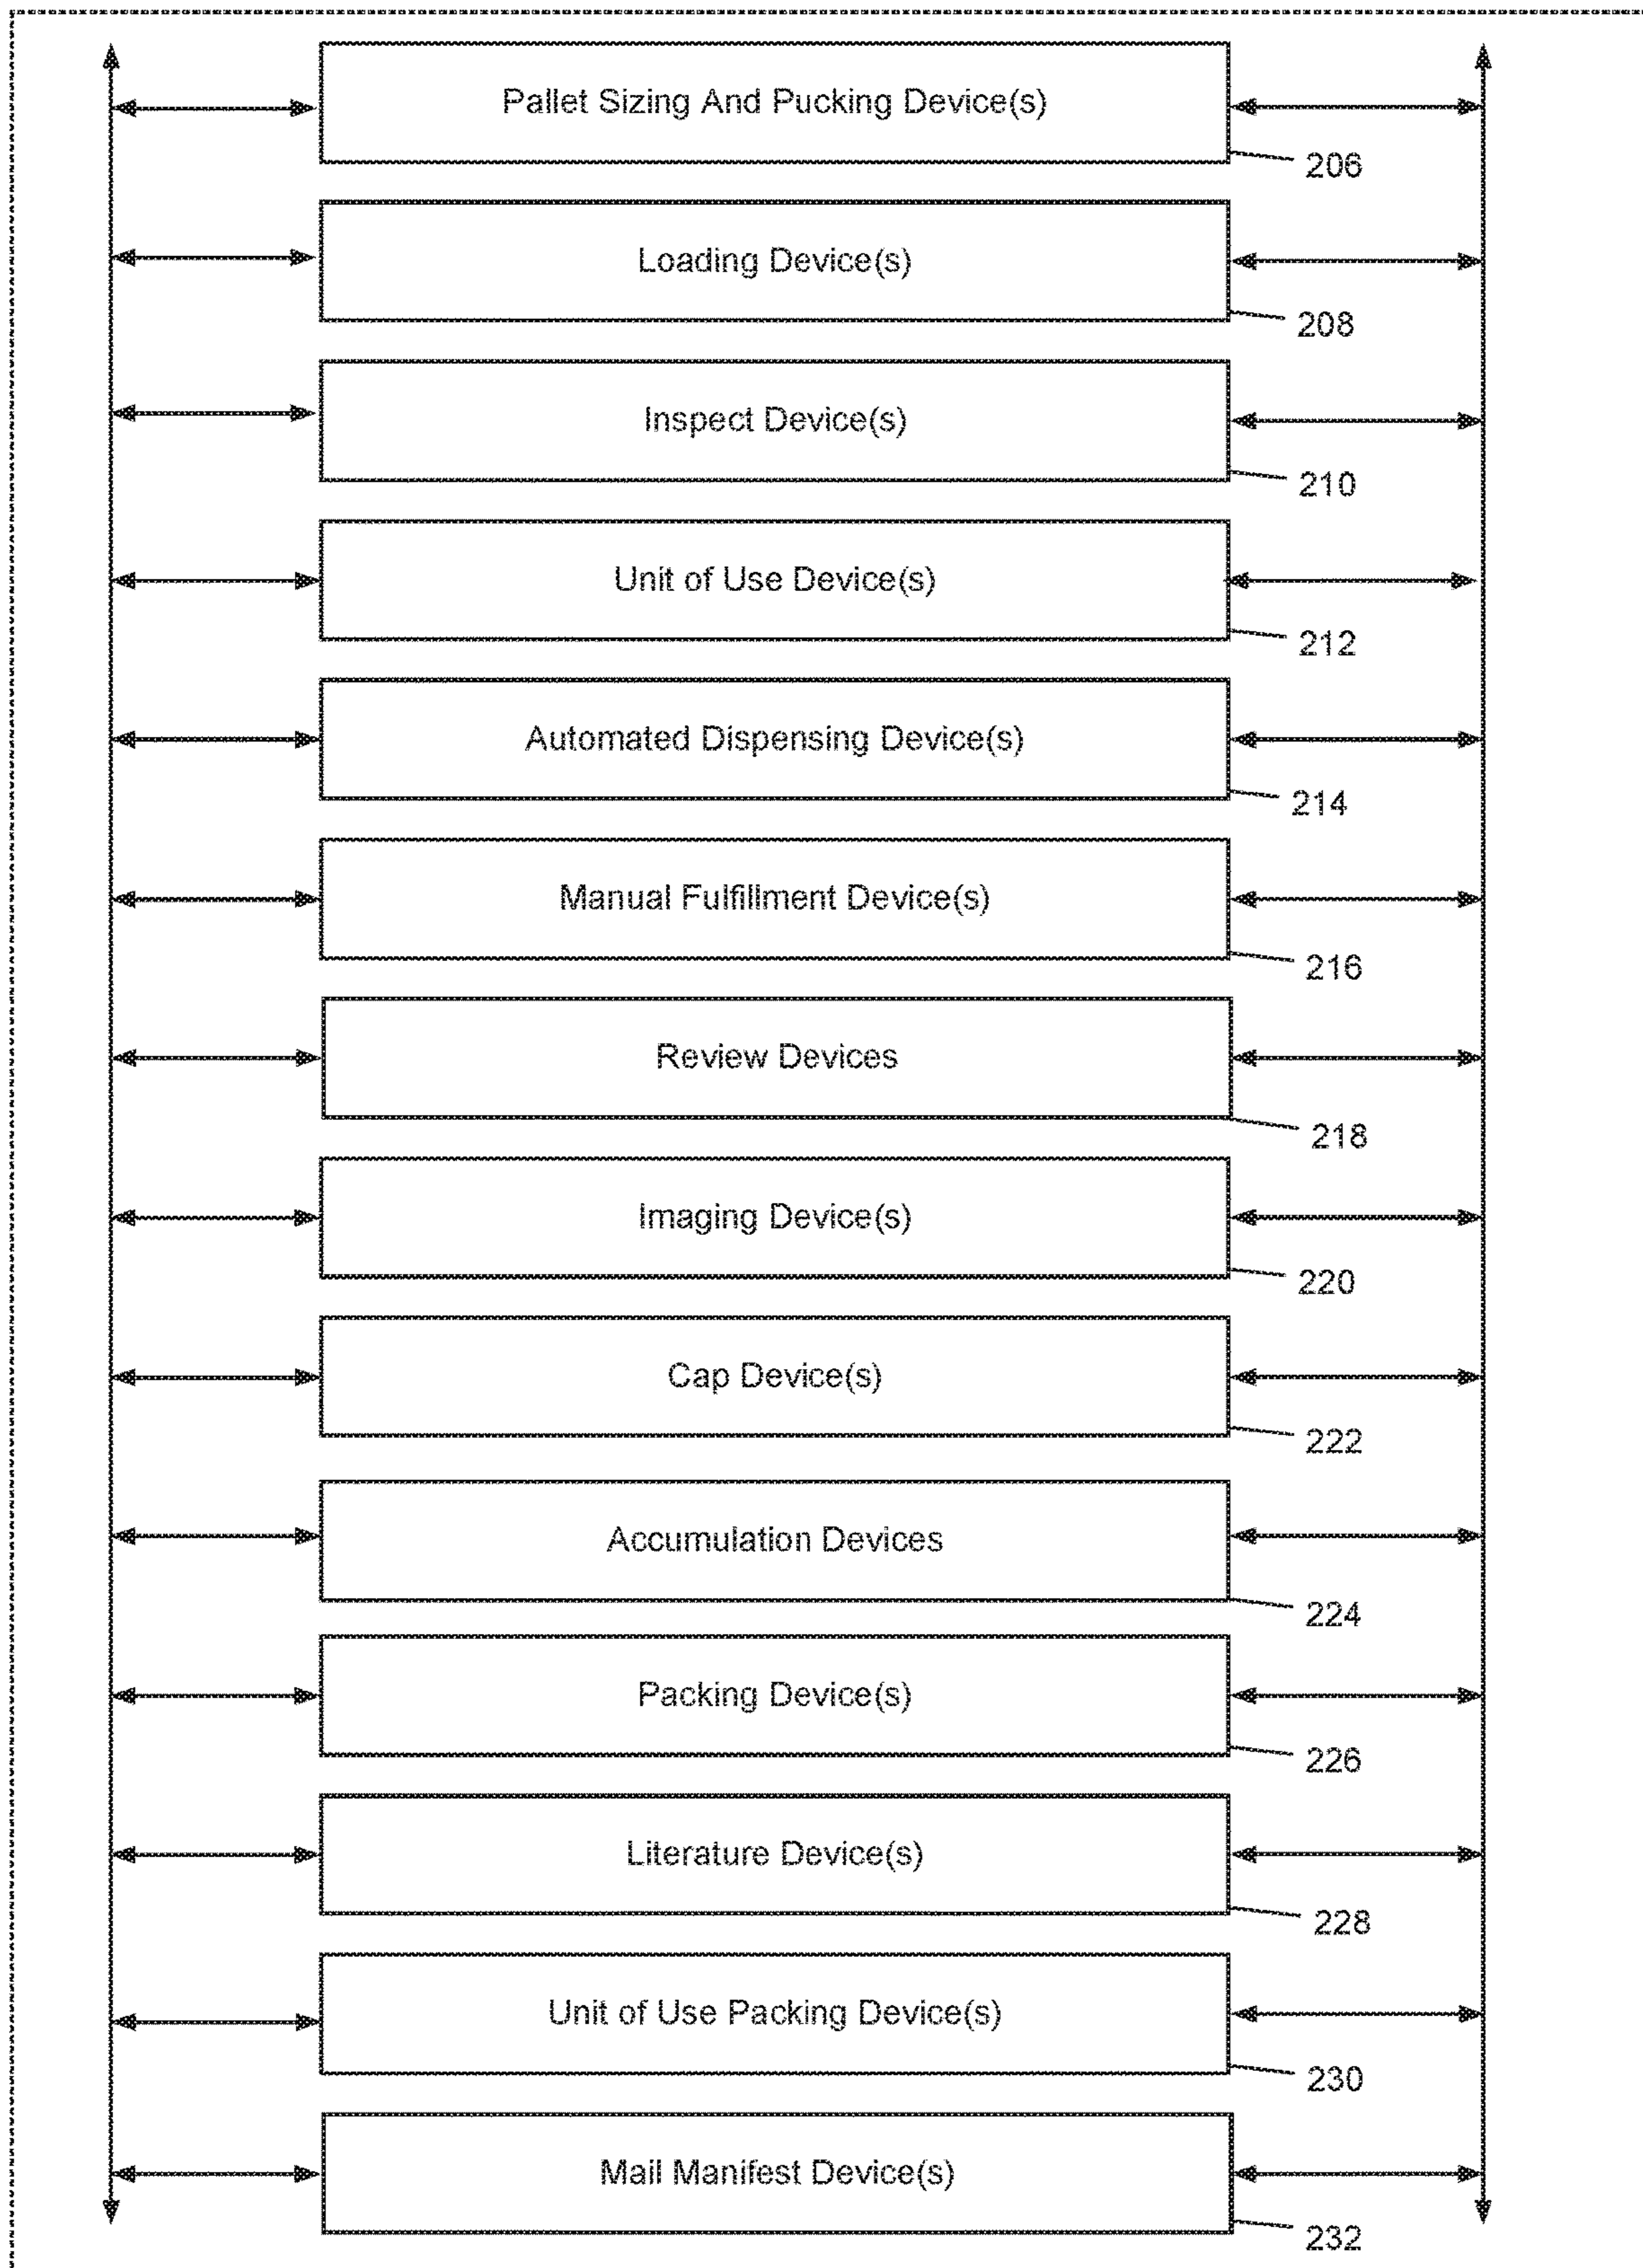 Pallet Sizing And Pucking Device(s)
206
Loading Device(s)
208
Inspect Device(s)
210
Unit of Use Device(s)
212
Automated Dispensing Device(s)
214
Manual Fulfillment Device(s)
216
Review Devices
218
Imaging Device(s)
220
Cap Device(s)
222
Accumulation Devices
224
Packing Device(s)
226
Literature Device(s)
228
Unit of Use Packing Device(s)
230
Mail Manifest Device(s)
232